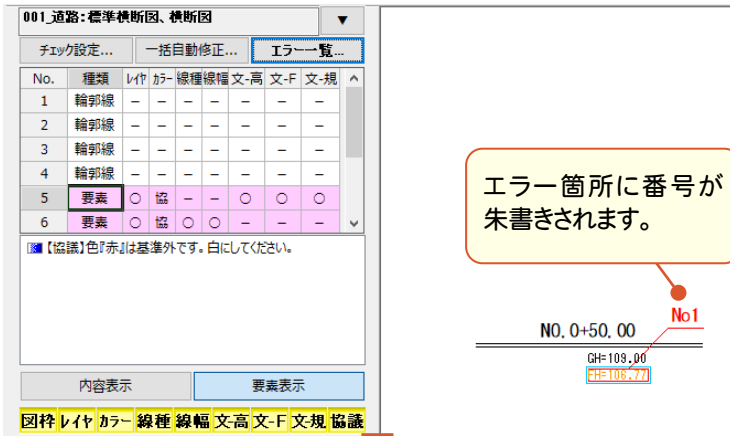 001_道路:標準横断図、横断図 ▼
チェック設定... 一括自動修正... エラー一覧...
No. 種類 レイヤ カラー 線種 線幅 文-高 文-F 文-規
1 輪郭線 － － － － － － －
2 輪郭線 － － － － － － －
3 輪郭線 － － － － － － －
4 輪郭線 － － － － － － －
5 要素 ○ 協 － － ○ ○ ○
6 要素 ○ 協 ○ ○ － － －
【協議】色『赤』は基準外です。白にしてください。
内容表示 要素表示
図枠 レイヤ カラー 線種 線幅 文-高 文-F 文-規 協議
エラー箇所に番号が
朱書きされます。
No1
NO.0+50.00
GH=109.00
FH=106.77